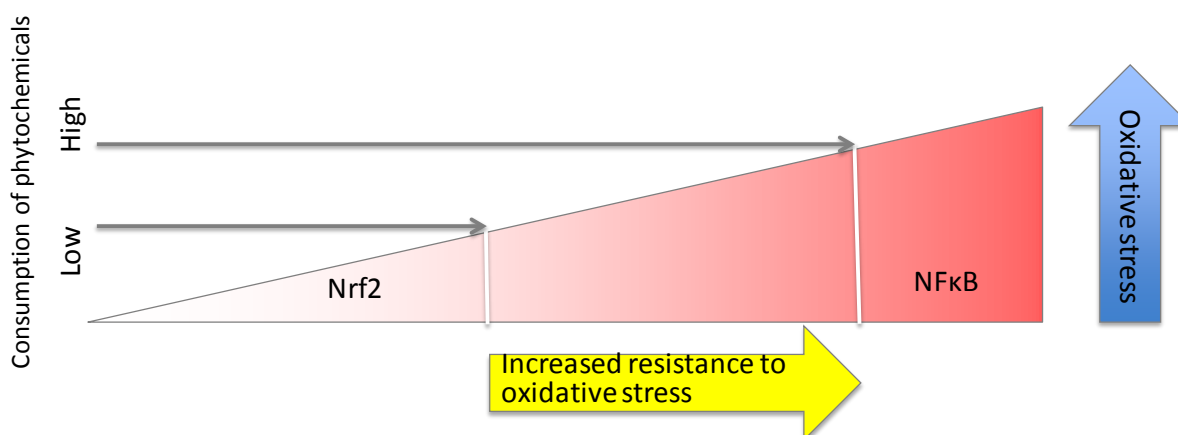 Consumption of phytochemicals
High
Low
Nrf2
NFκB
Oxidative stress
Increased resistance to
oxidative stress